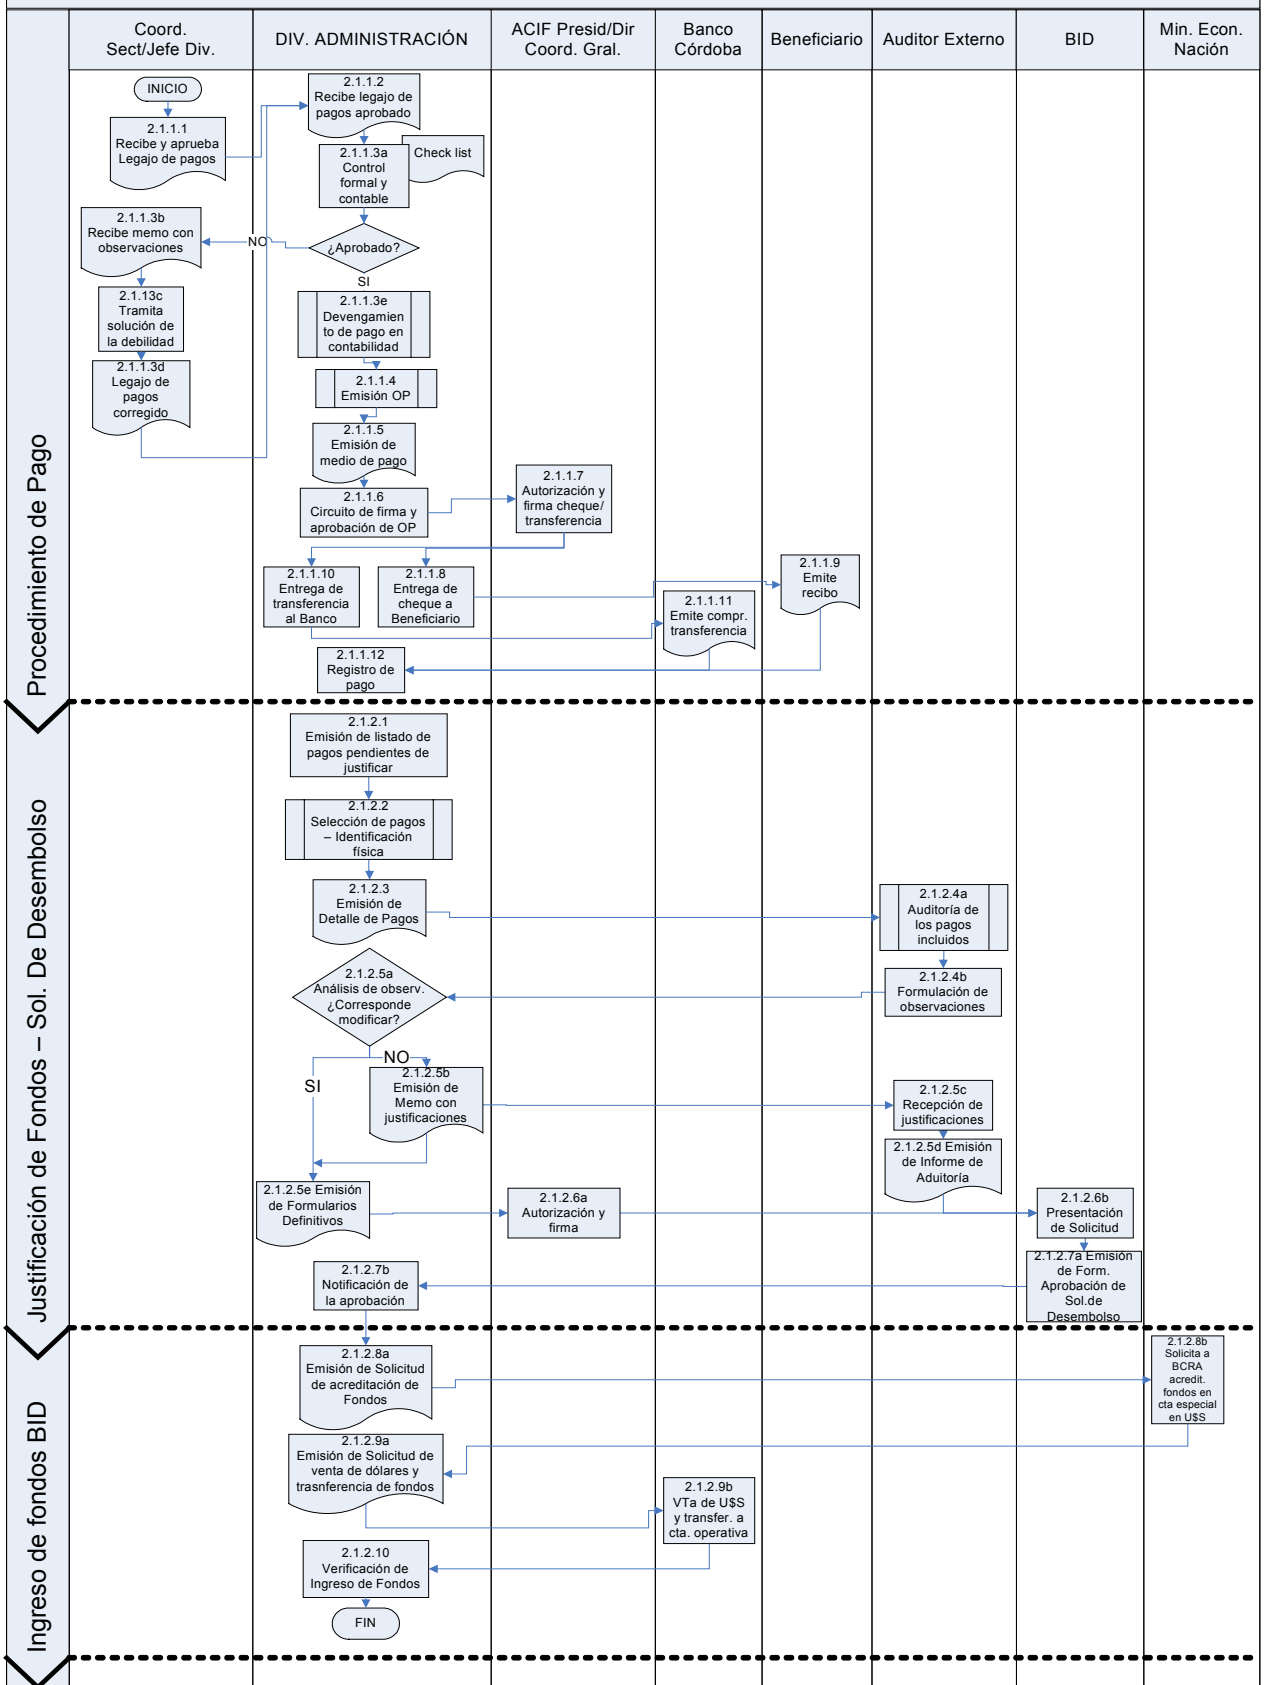 Coord.
Sect/Jefe Div.
DIV. ADMINISTRACIÓN
ACIF Presid/Dir
Coord. Gral.
Banco
Córdoba
Beneficiario
Auditor Externo
BID
Min. Econ.
Nación
Procedimiento de Pago
INICIO
2.1.1.1
Recibe y aprueba
Legajo de pagos
2.1.1.2
Recibe legajo de
pagos aprobado
2.1.1.3a
Control
formal y
contable
Check list
¿Aprobado?
NO
SI
2.1.1.3b
Recibe memo con
observaciones
2.1.13c
Tramita
solución de
la debilidad
2.1.1.3d
Legajo de
pagos
corregido
2.1.1.3e
Devengamien
to de pago en
contabilidad
2.1.1.4
Emisión OP
2.1.1.5
Emisión de
medio de pago
2.1.1.6
Circuito de firma y
aprobación de OP
2.1.1.7
Autorización y
firma cheque/
transferencia
2.1.1.10
Entrega de
transferencia
al Banco
2.1.1.8
Entrega de
cheque a
Beneficiario
2.1.1.9
Emite
recibo
2.1.1.11
Emite compr.
transferencia
2.1.1.12
Registro de
pago
Justificación de Fondos – Sol. De Desembolso
2.1.2.1
Emisión de listado de
pagos pendientes de
justificar
2.1.2.2
Selección de pagos
– Identificación
física
2.1.2.3
Emisión de
Detalle de Pagos
2.1.2.4a
Auditoría de
los pagos
incluidos
2.1.2.4b
Formulación de
observaciones
2.1.2.5a
Análisis de observ.
¿Corresponde
modificar?
NO
SI
2.1.2.5b
Emisión de
Memo con
justificaciones
2.1.2.5c
Recepción de
justificaciones
2.1.2.5d Emisión
de Informe de
Aduitoría
2.1.2.5e Emisión
de Formularios
Definitivos
2.1.2.6a
Autorización y
firma
2.1.2.6b
Presentación
de Solicitud
2.1.2.7a Emisión
de Form.
Aprobación de
Sol.de
Desembolso
2.1.2.7b
Notificación de
la aprobación
Ingreso de fondos BID
2.1.2.8a
Emisión de Solicitud
de acreditación de
Fondos
2.1.2.8b
Solicita a
BCRA
acredit.
fondos en
cta especial
en U$S
2.1.2.9a
Emisión de Solicitud de
venta de dólares y
trasnferencia de fondos
2.1.2.9b
VTa de U$S
y transfer. a
cta. operativa
2.1.2.10
Verificación de
Ingreso de Fondos
FIN